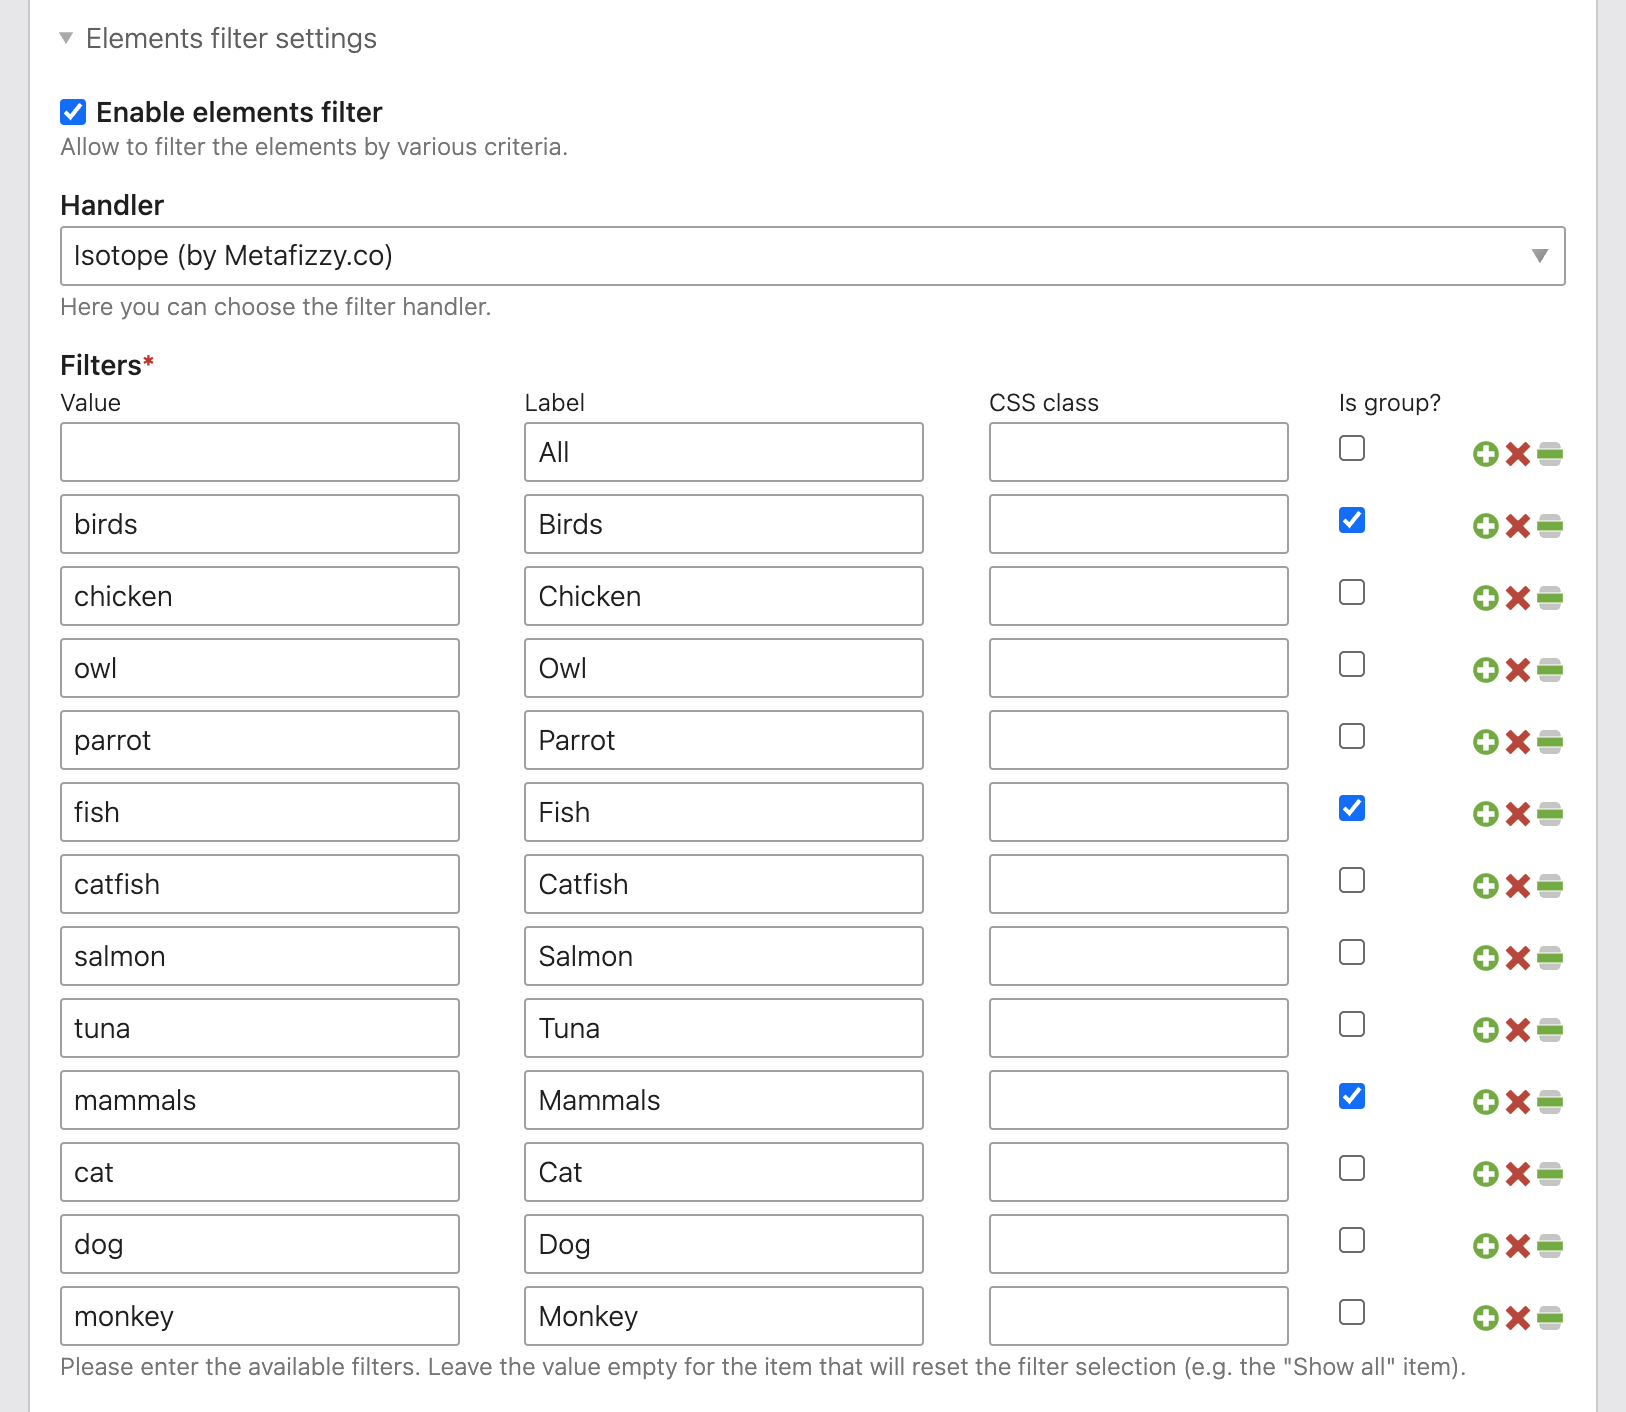 Elements filter settings
Enable elements filter
Allow to filter the elements by various criteria.
Handler
Isotope (by Metafizzy.co)
Here you can choose the filter handler.
Filters*
Value Label CSS class Is group?
All
birds Birds
chicken Chicken
owl Owl
parrot Parrot
fish Fish
catfish Catfish
salmon Salmon
tuna Tuna
mammals Mammals
cat Cat
dog Dog
monkey Monkey
Please enter the available filters. Leave the value empty for the item that will reset the filter selection (e.g. the "Show all" item).